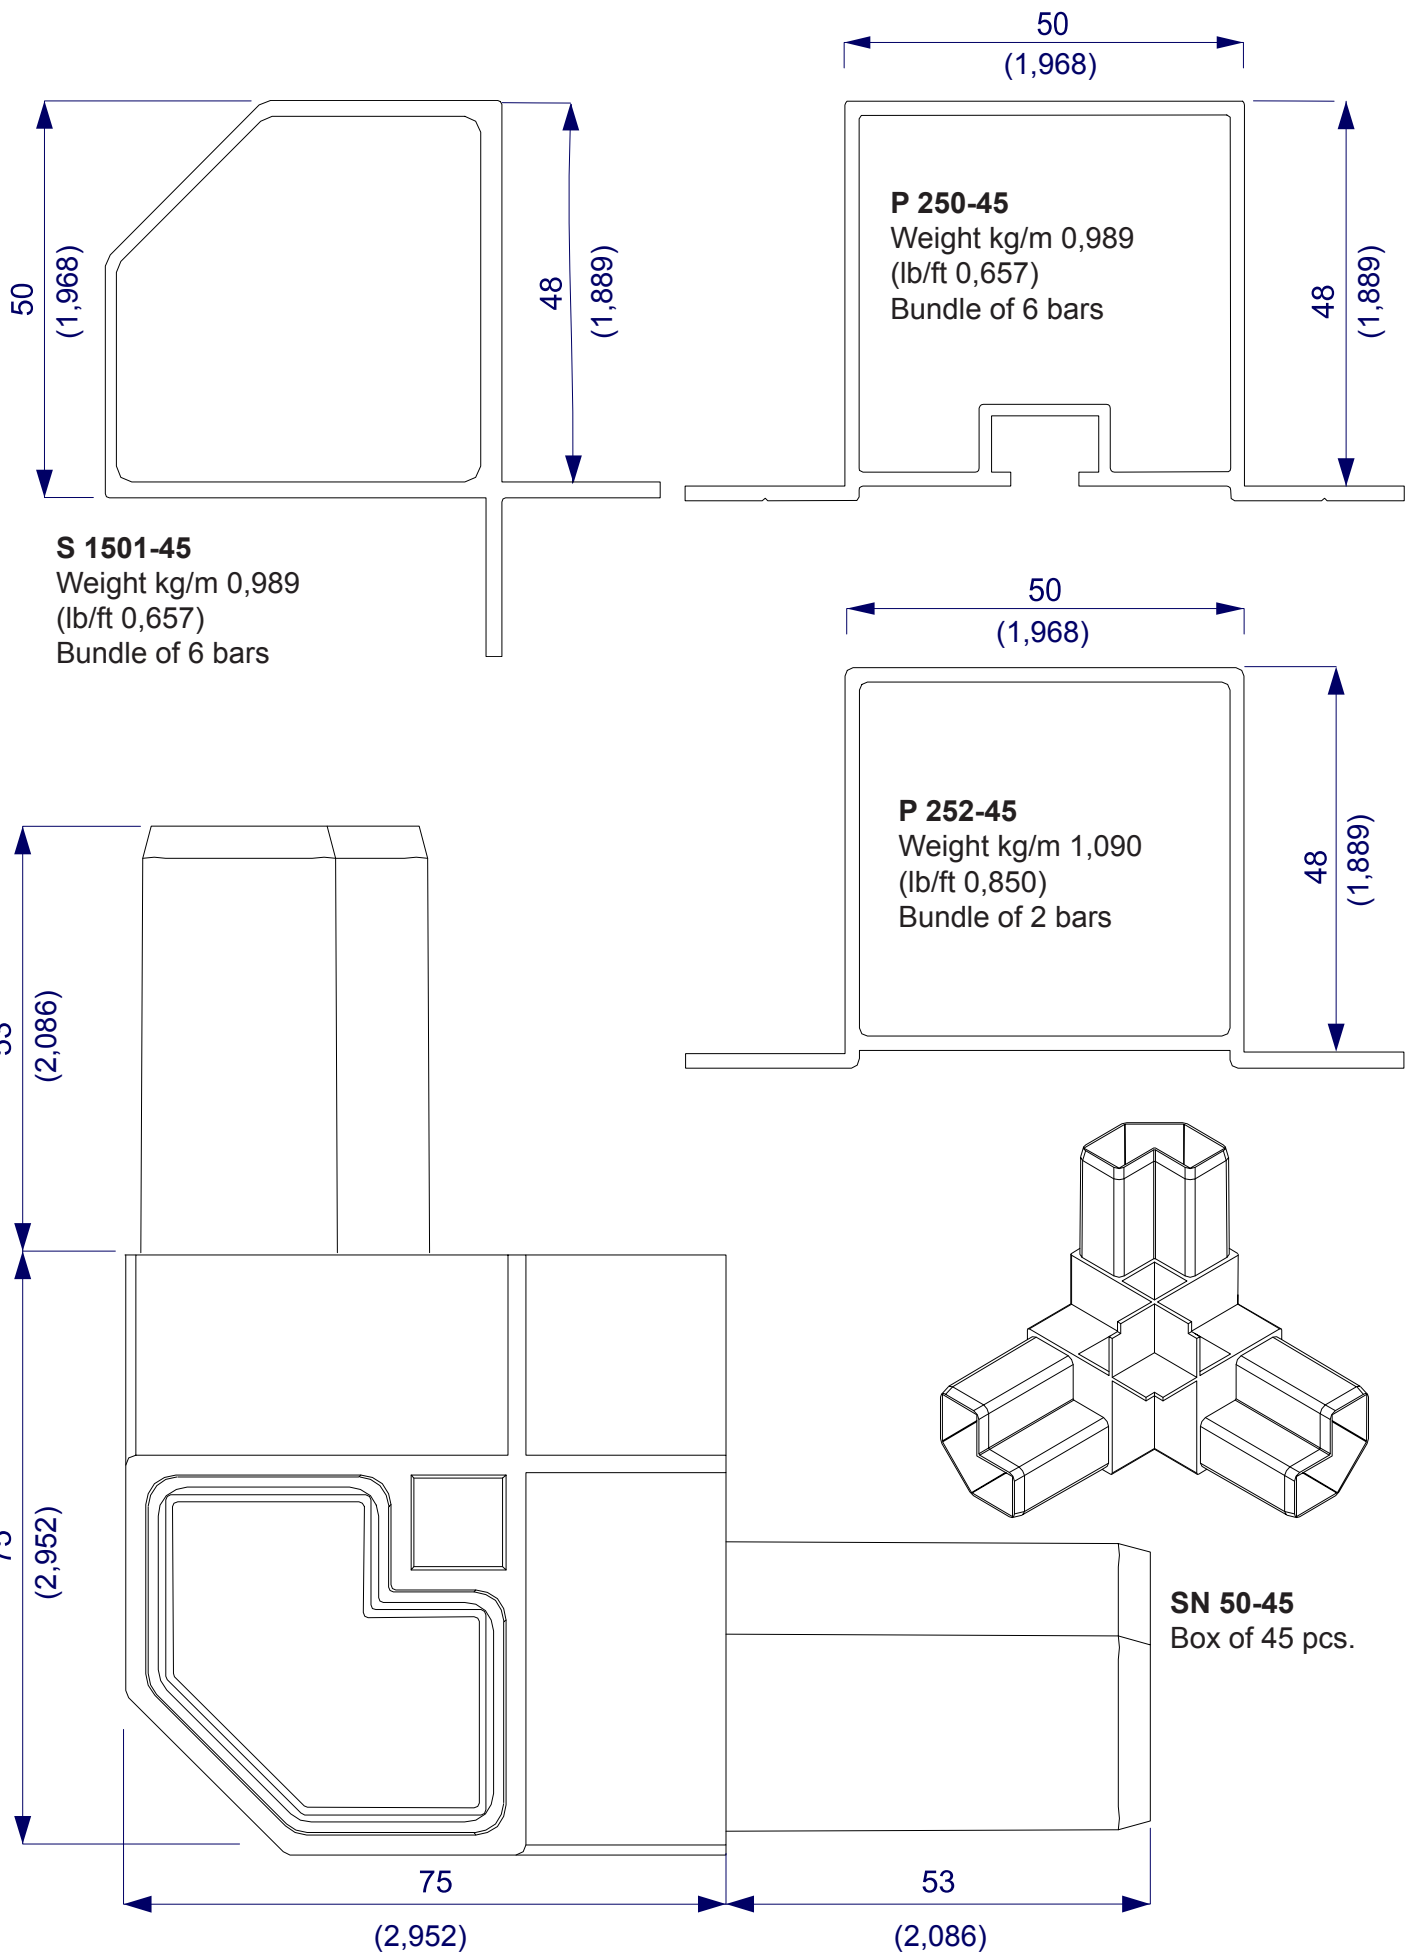 50
(1,968)
50
(1,968)
48
(1,889)
P 250-45
Weight kg/m 0,989
(lb/ft 0,657)
Bundle of 6 bars
48
(1,889)
S 1501-45
Weight kg/m 0,989
(lb/ft 0,657)
Bundle of 6 bars
50
(1,968)
P 252-45
Weight kg/m 1,090
(lb/ft 0,850)
Bundle of 2 bars
48
(1,889)
53
(2,086)
75
(2,952)
SN 50-45
Box of 45 pcs.
75
(2,952)
53
(2,086)